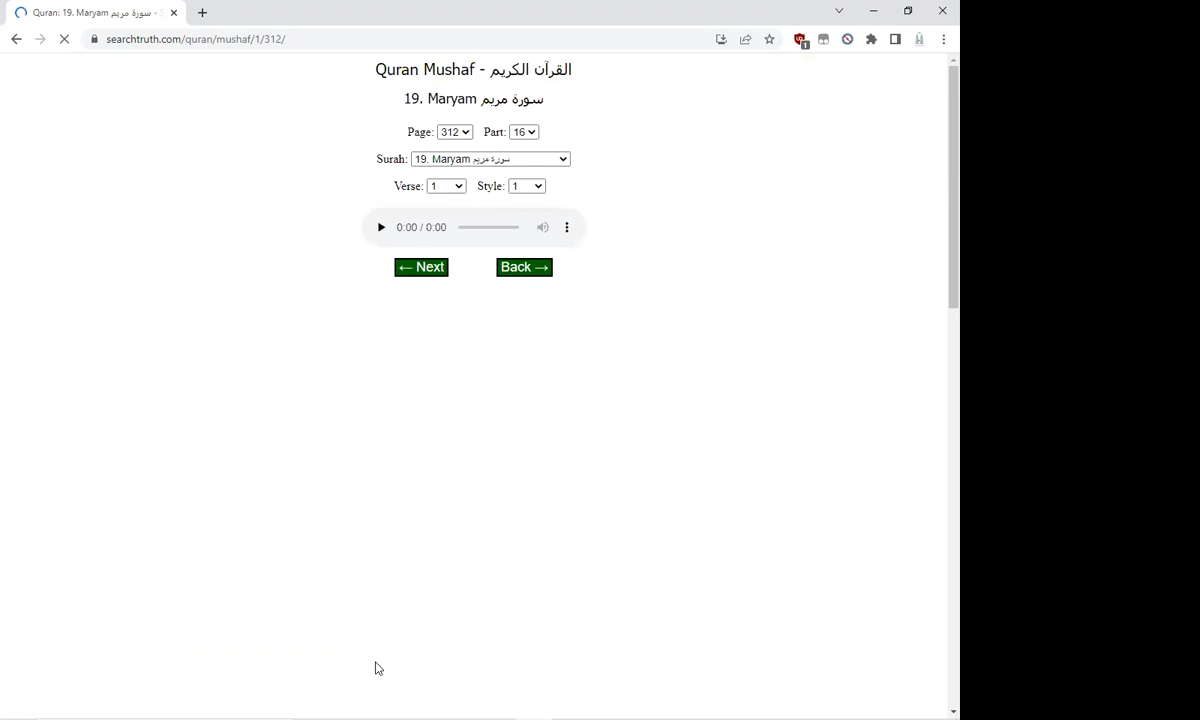 Quran: 19. Maryam سورة مريم - S
searchtruth.com/quran/mushaf/1/312/
1
Quran Mushaf - القرآن الكريم
19. Maryam سورة مريم
Page: 312 Part: 16
Surah: 19. Maryam سورة مريم
Verse: 1 Style: 1
0:00 / 0:00
← Next Back →